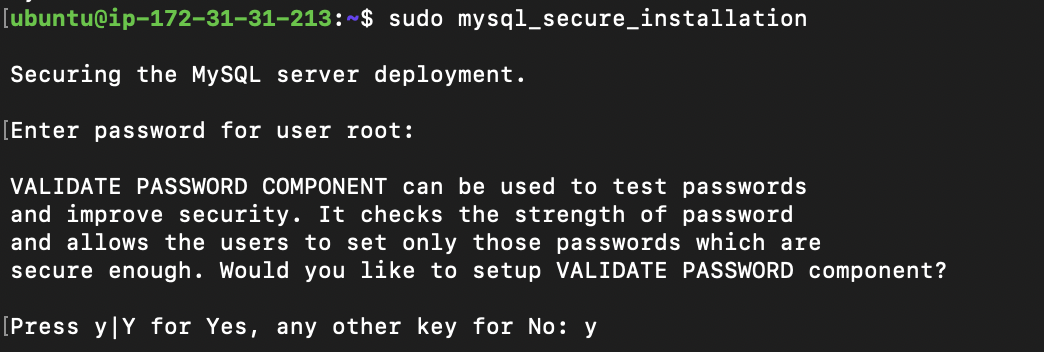 [ubuntu@ip-172-31-31-213:~$ sudo mysql_secure_installation
Securing the MySQL server deployment.
[Enter password for user root:
VALIDATE PASSWORD COMPONENT can be used to test passwords
and improve security. It checks the strength of password
and allows the users to set only those passwords which are
secure enough. Would you like to setup VALIDATE PASSWORD component?
[Press y|Y for Yes, any other key for No: y